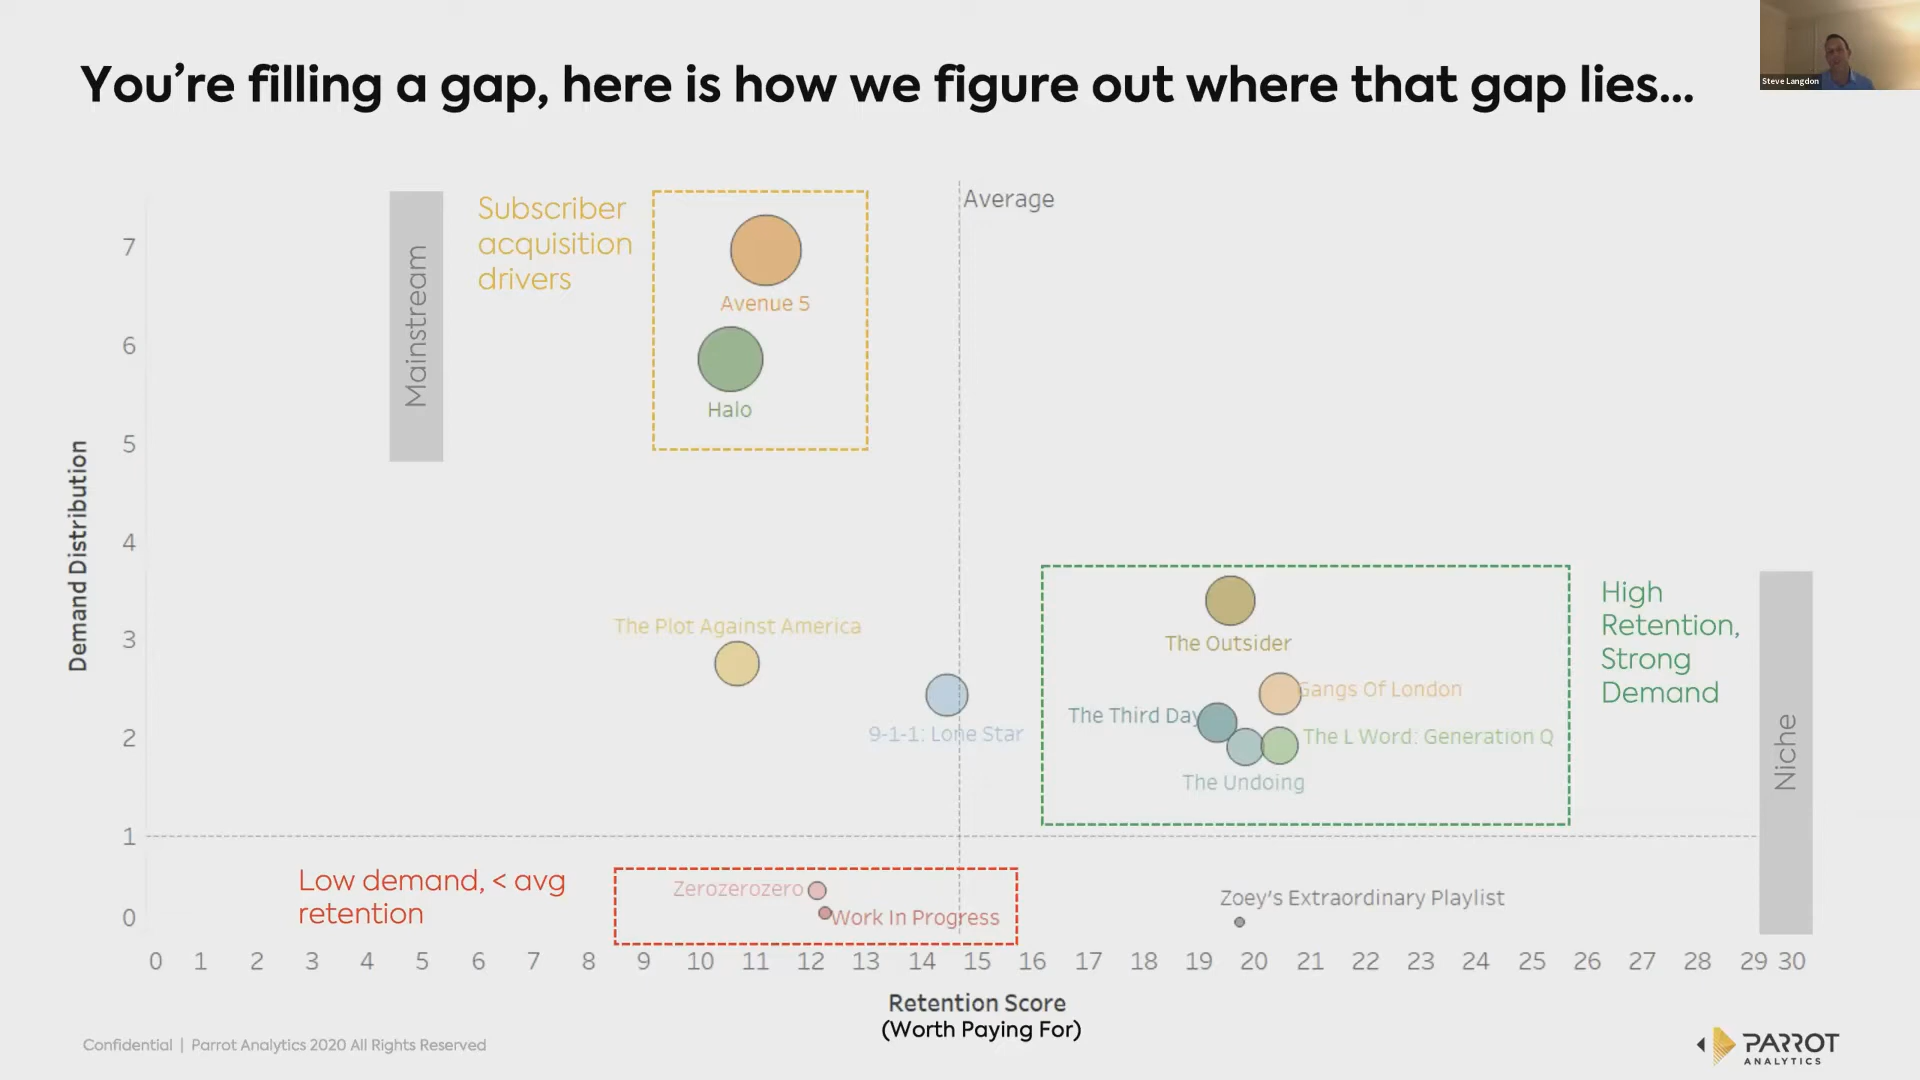 You’re filling a gap, here is how we figure out where that gap lies...
Steve Langdon
Mainstream
Subscriber
acquisition
drivers
Average
Avenue 5
Halo
Demand Distribution
7
6
5
4
3
2
1
0
The Plot Against America
9-1-1: Lone Star
The Outsider
Gangs Of London
The Third Day
The L Word: Generation Q
The Undoing
High
Retention,
Strong
Demand
Niche
Low demand, < avg
retention
Zerozerozero
Work In Progress
Zoey's Extraordinary Playlist
0 1 2 3 4 5 6 7 8 9 10 11 12 13 14 15 16 17 18 19 20 21 22 23 24 25 26 27 28 29 30
Retention Score
(Worth Paying For)
Confidential | Parrot Analytics 2020 All Rights Reserved
PARROT
ANALYTICS